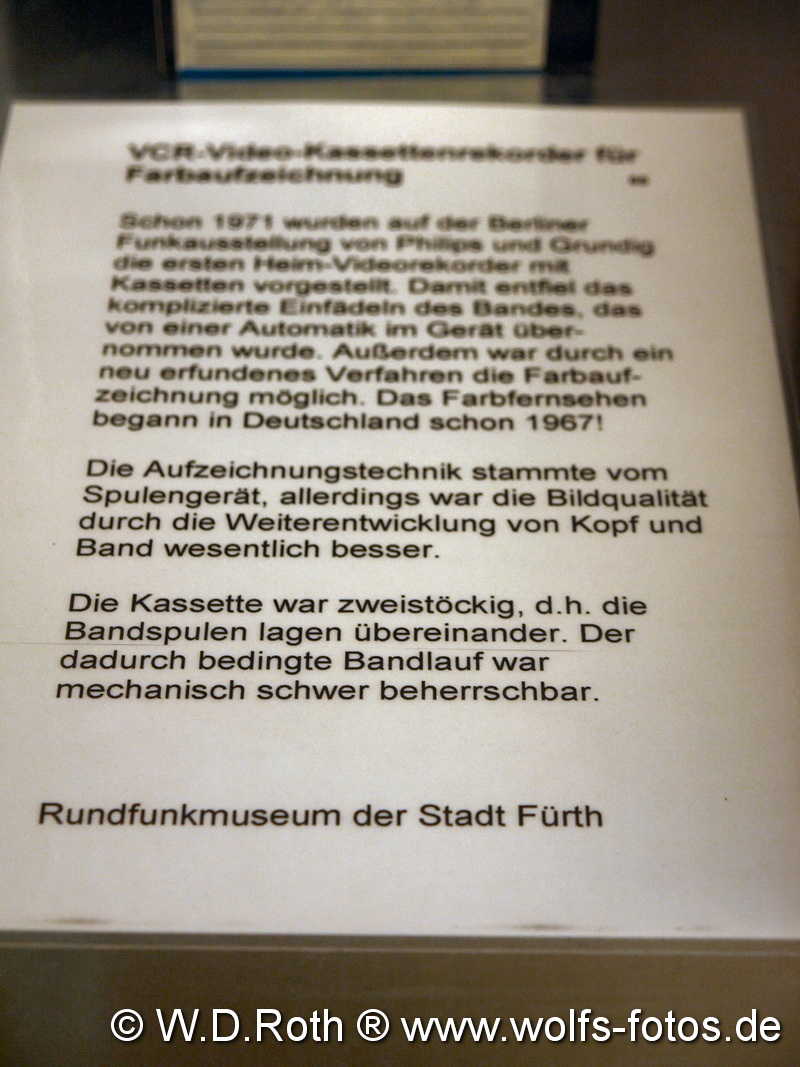 VCR-Video-Kassettenrekorder für
Farbaufzeichnung
Schon 1971 wurden auf der Berliner
Funkausstellung von Philips und Grundig
die ersten Heim-Videorekorder mit
Kassetten vorgestellt. Damit entfiel das
komplizierte Einfädeln des Bandes, das
von einer Automatik im Gerät über-
nommen wurde. Außerdem war durch ein
neu erfundenes Verfahren die Farbauf-
zeichnung möglich. Das Farbfernsehen
begann in Deutschland schon 1967!
Die Aufzeichnungstechnik stammte vom
Spulengerät, allerdings war die Bildqualität
durch die Weiterentwicklung von Kopf und
Band wesentlich besser.
Die Kassette war zweistöckig, d.h. die
Bandspulen lagen übereinander. Der
dadurch bedingte Bandlauf war
mechanisch schwer beherrschbar.
Rundfunkmuseum der Stadt Fürth
© W.D.Roth ® www.wolfs-fotos.de